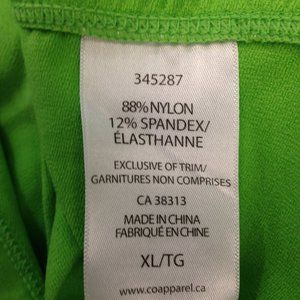 345287
88% NYLON
12% SPANDEX/
ÉLASTHANNE
EXCLUSIVE OF TRIM/
GARNITURES NON COMPRISES
CA 38313
MADE IN CHINA
FABRIQUÉ EN CHINE
XL/TG
www.coapparel.ca